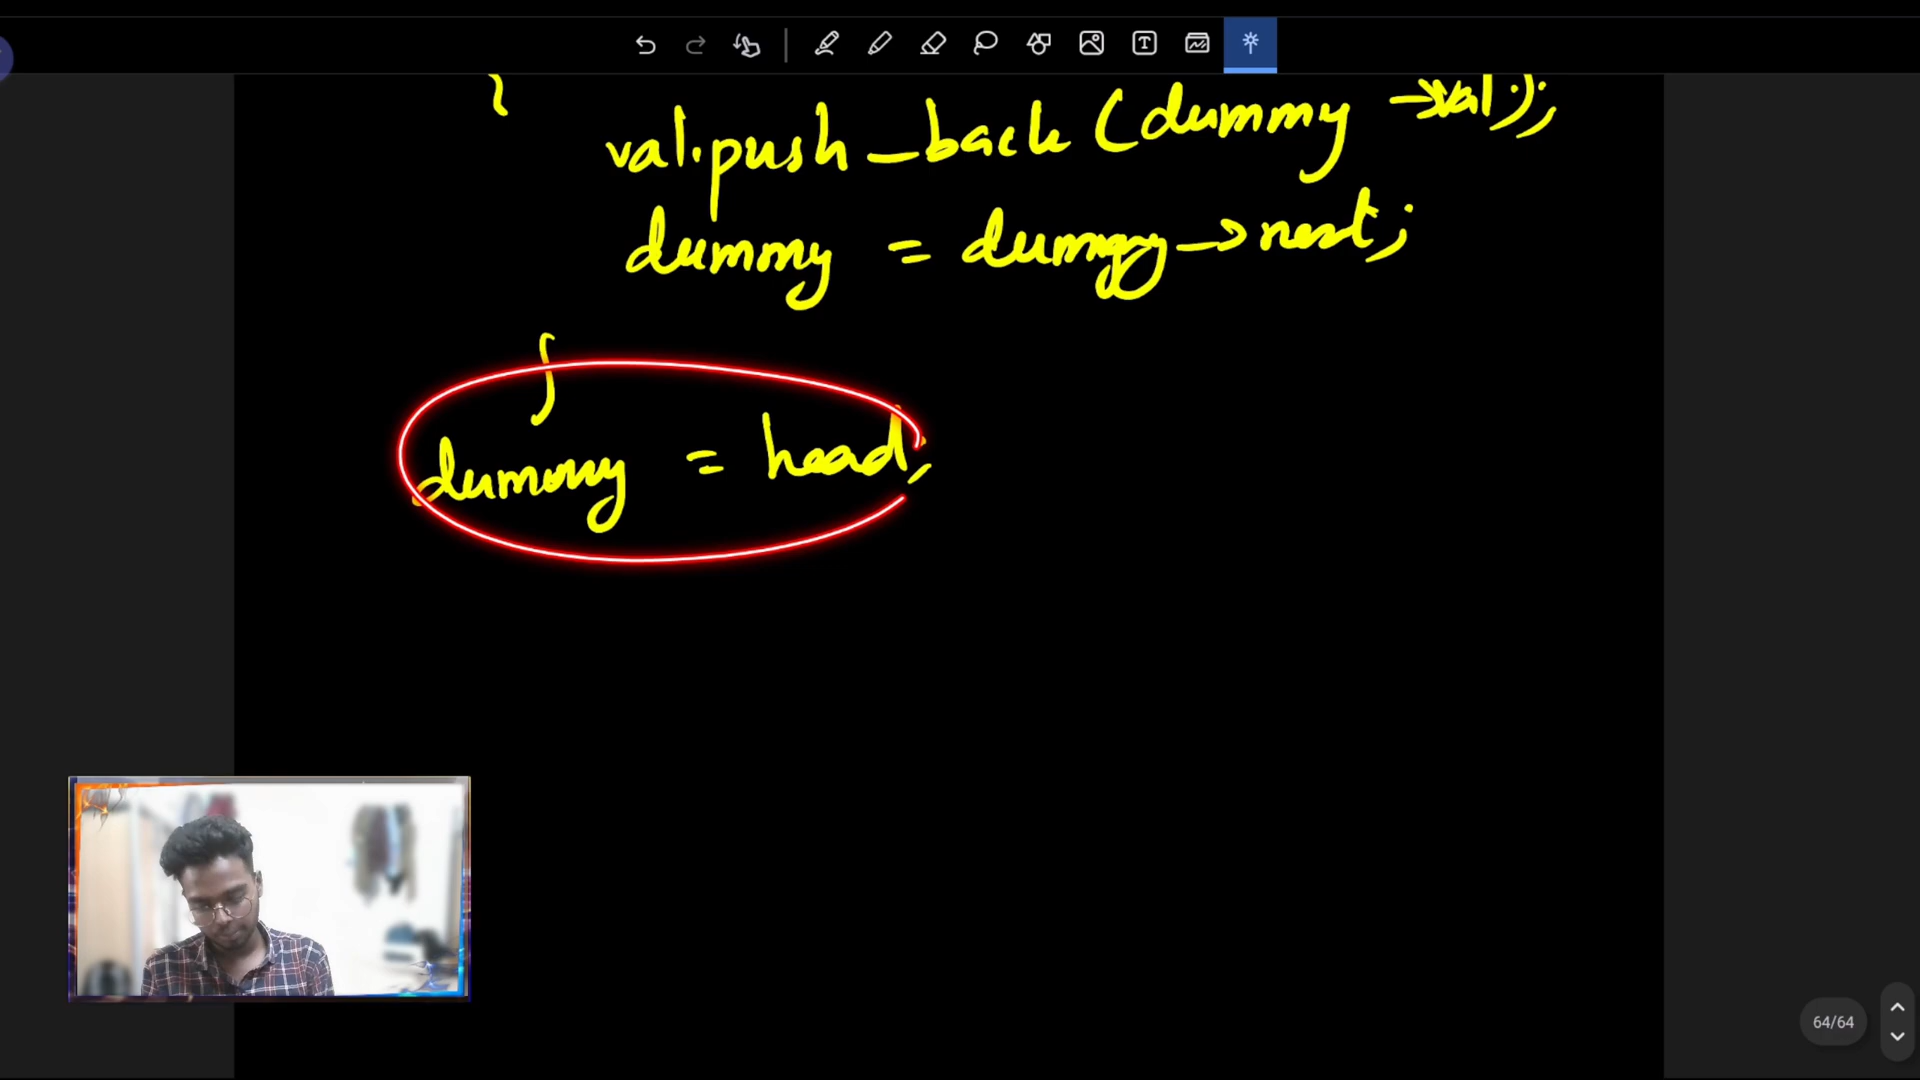 {
val.push_back(dummy->val);
dummy = dummy->next;
}
dummy = head;
64/64